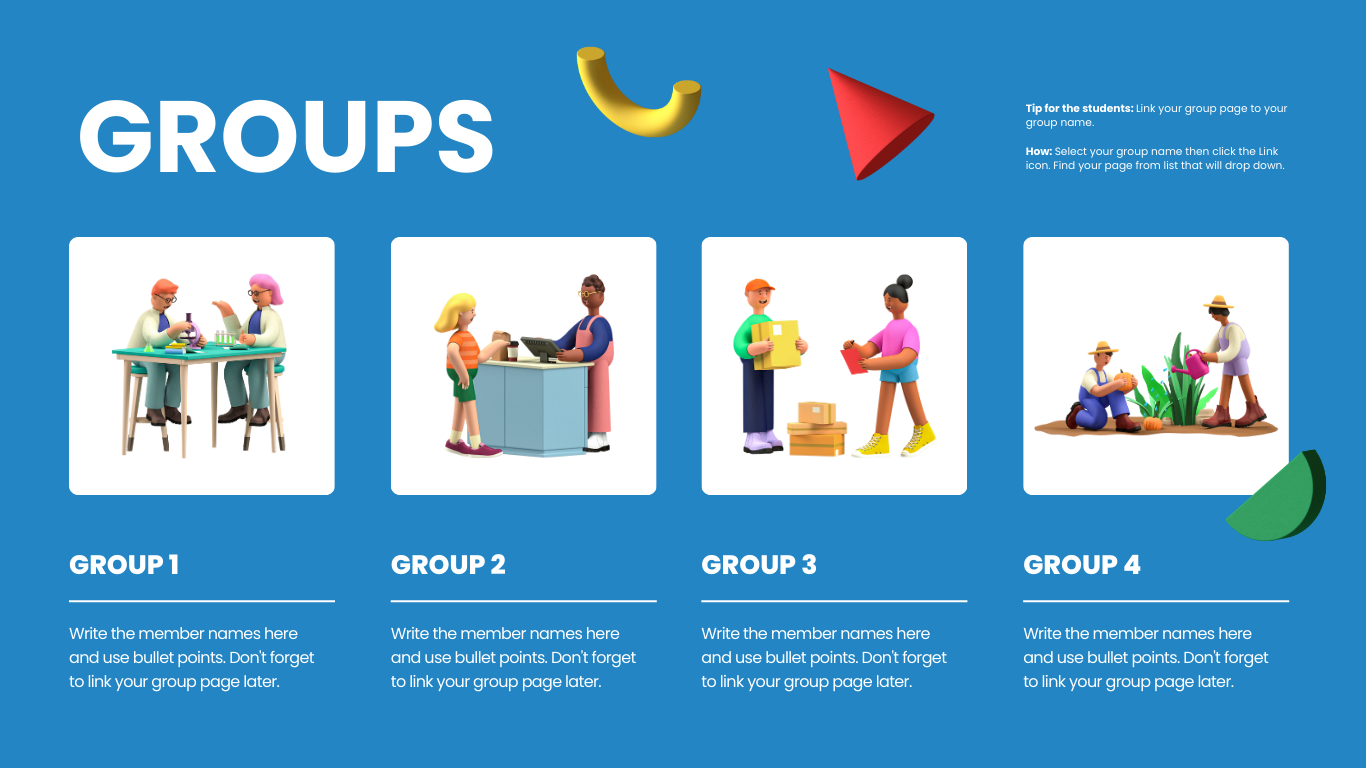 GROUPS
Tip for the students: Link your group page to your
group name.
How: Select your group name then click the Link
icon. Find your page from list that will drop down.
GROUP 1
Write the member names here
and use bullet points. Don't forget
to link your group page later.
GROUP 2
Write the member names here
and use bullet points. Don't forget
to link your group page later.
GROUP 3
Write the member names here
and use bullet points. Don't forget
to link your group page later.
GROUP 4
Write the member names here
and use bullet points. Don't forget
to link your group page later.